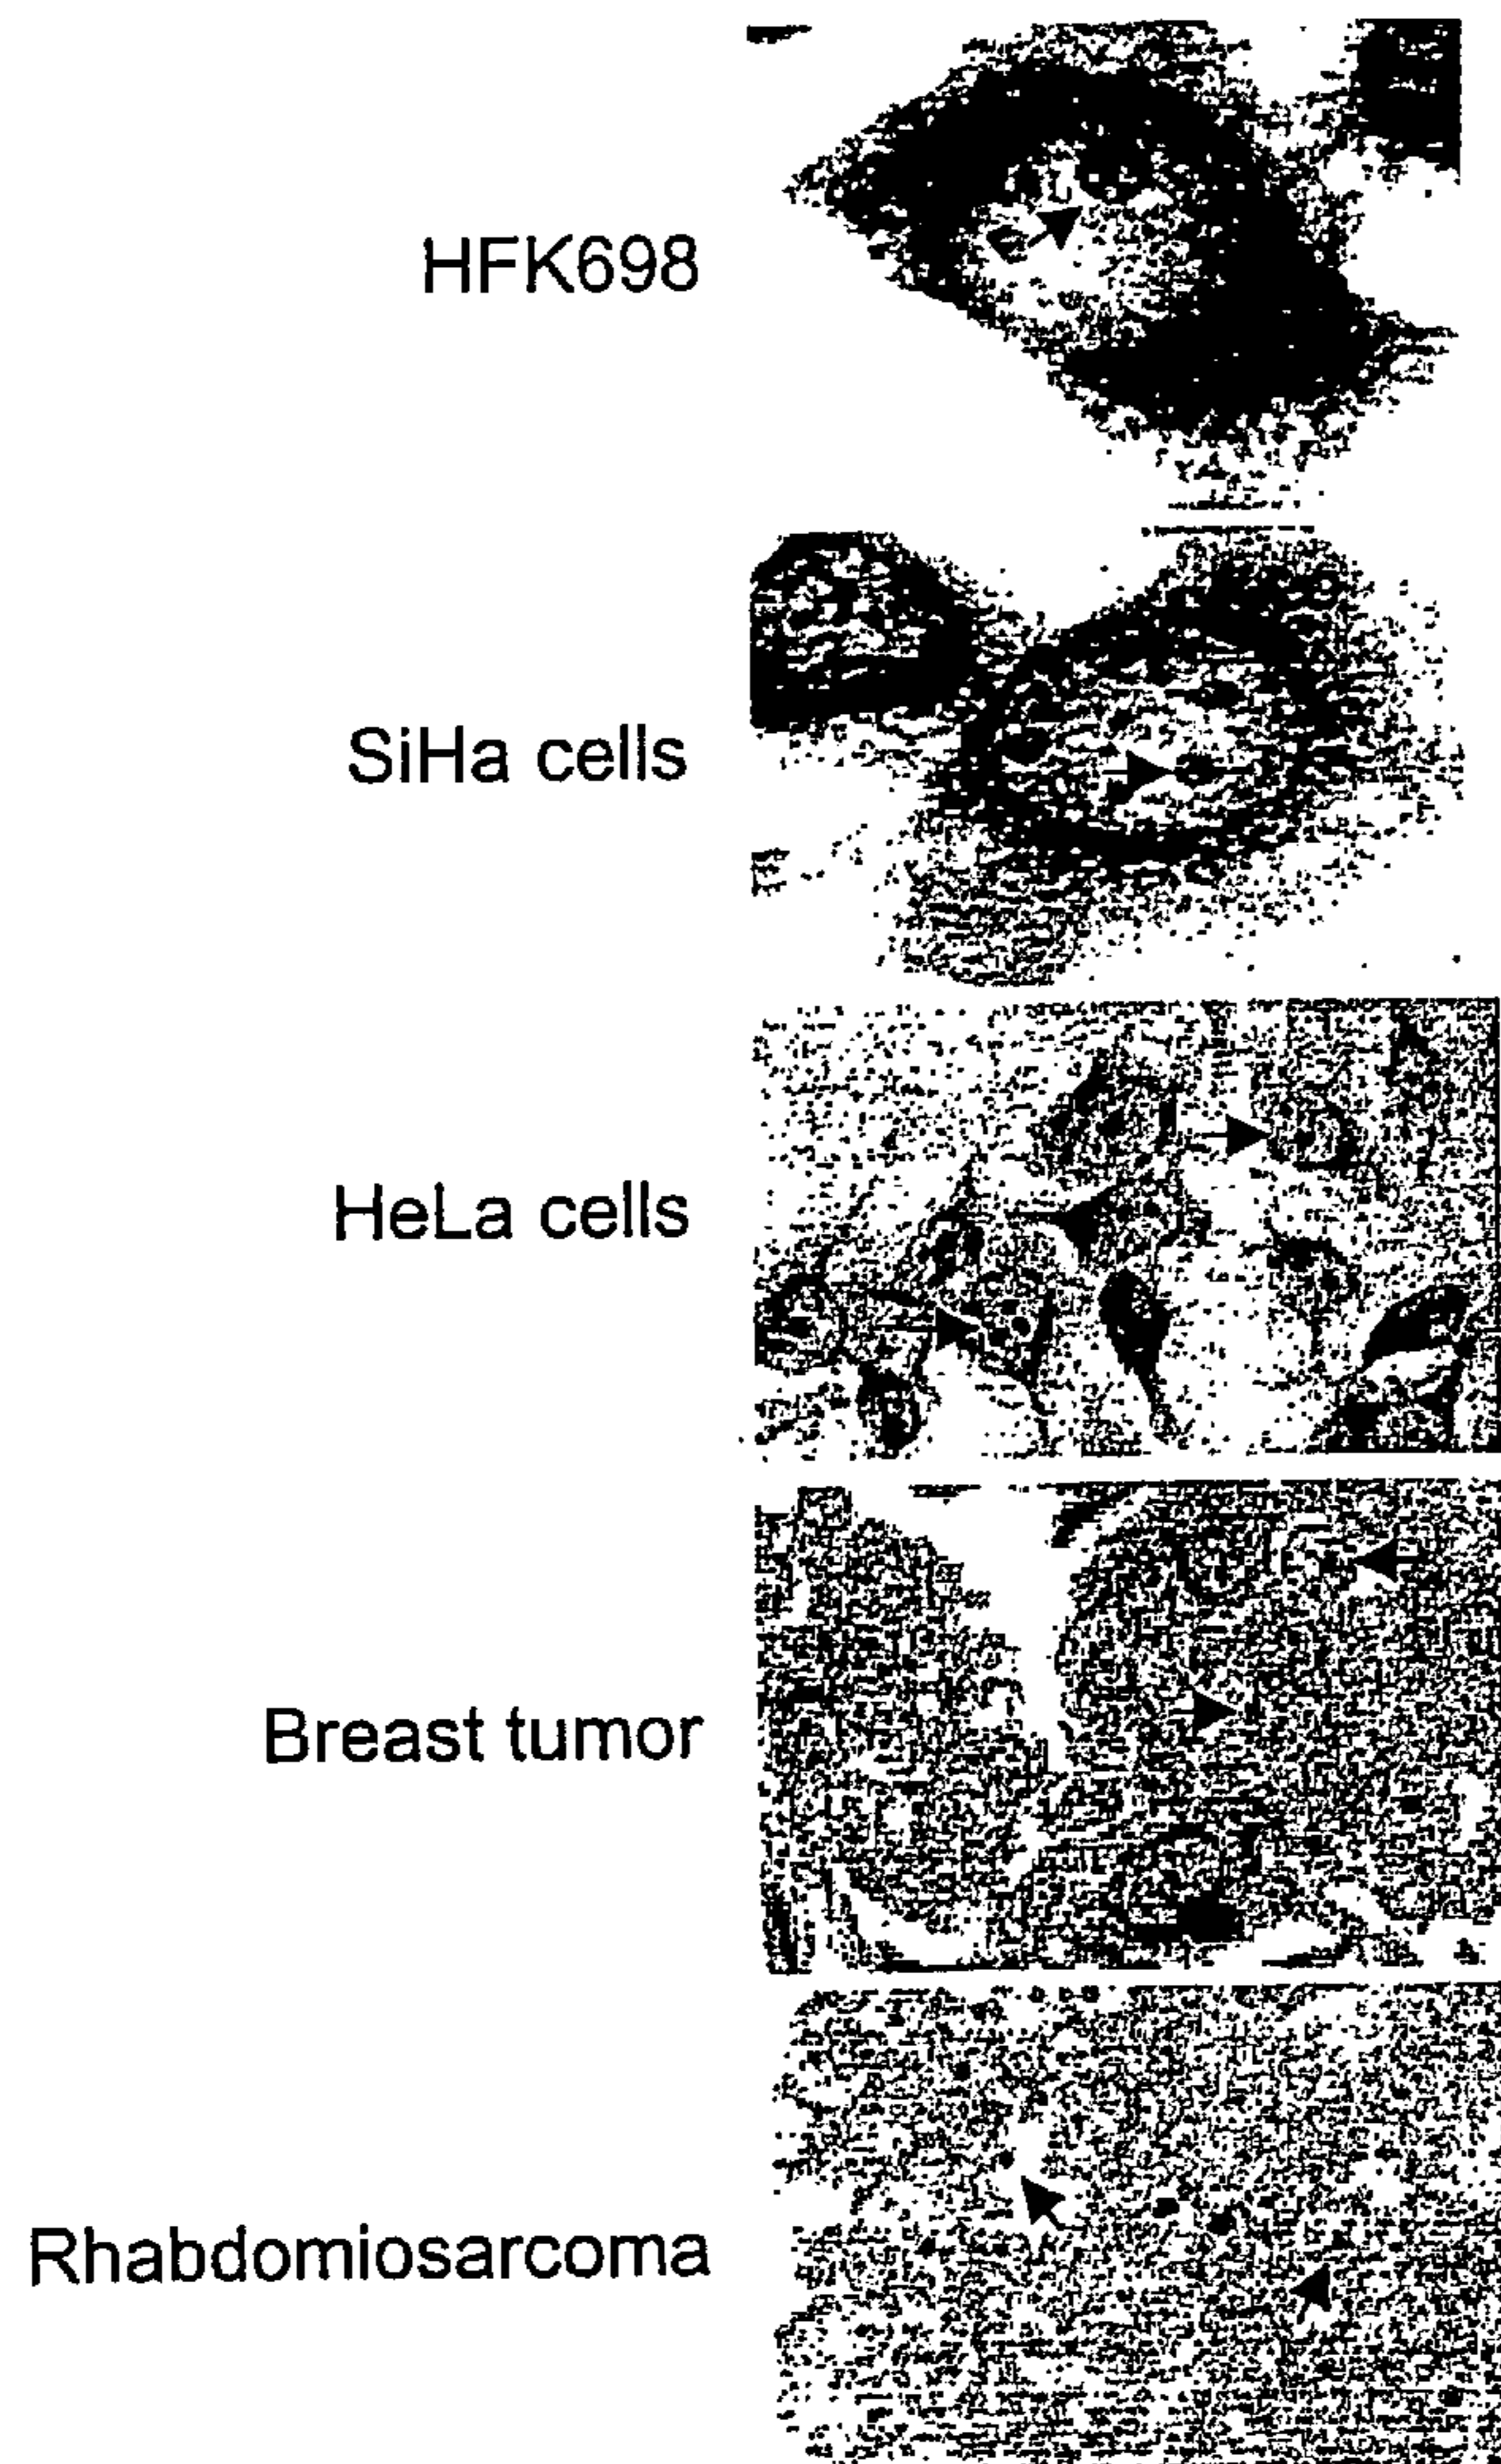 HFK698
SiHa cells
HeLa cells
Breast tumor
Rhabdomiosarcoma